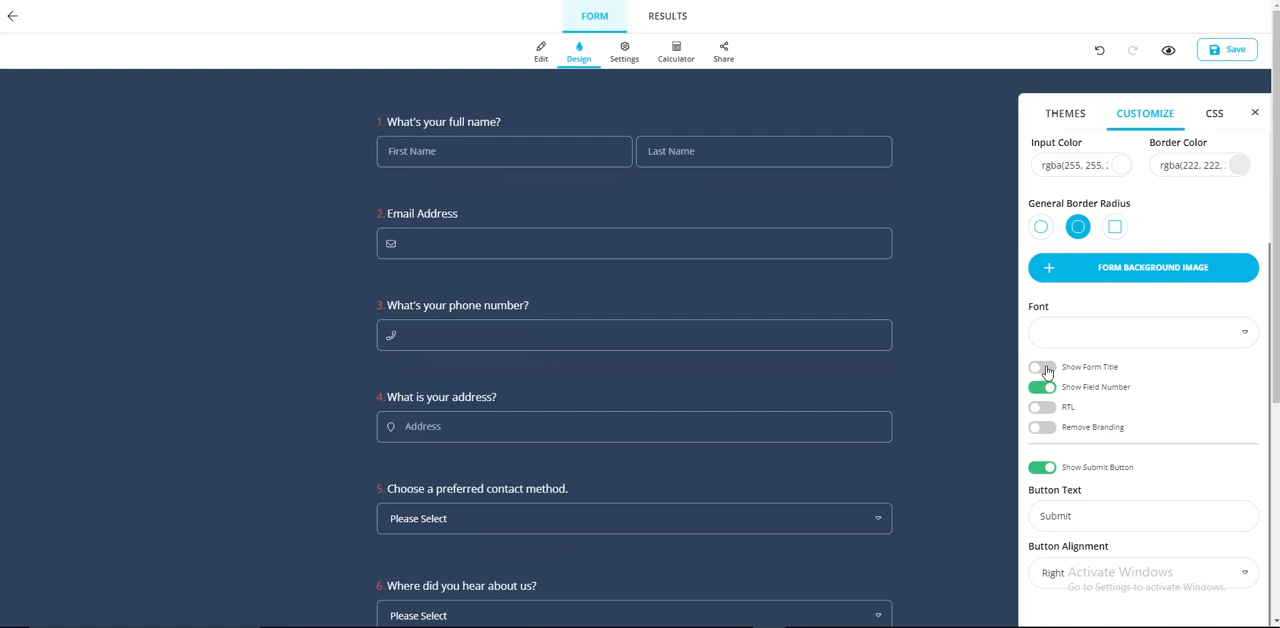 FORM RESULTS
Edit Design Settings Calculator Share
Save
THEMES CUSTOMIZE CSS
Input Color Border Color
rgba(255, 255, : rgba(222, 222, .
General Border Radius
FORM BACKGROUND IMAGE
Font
Show Form Title
Show Field Number
RTL
Remove Branding
Show Submit Button
Button Text
Submit
Button Alignment
Right
Activate Windows
Go to Settings to activate Windows.
1. What's your full name?
First Name Last Name
2. Email Address
3. What's your phone number?
4. What is your address?
Address
5. Choose a preferred contact method.
Please Select
6. Where did you hear about us?
Please Select